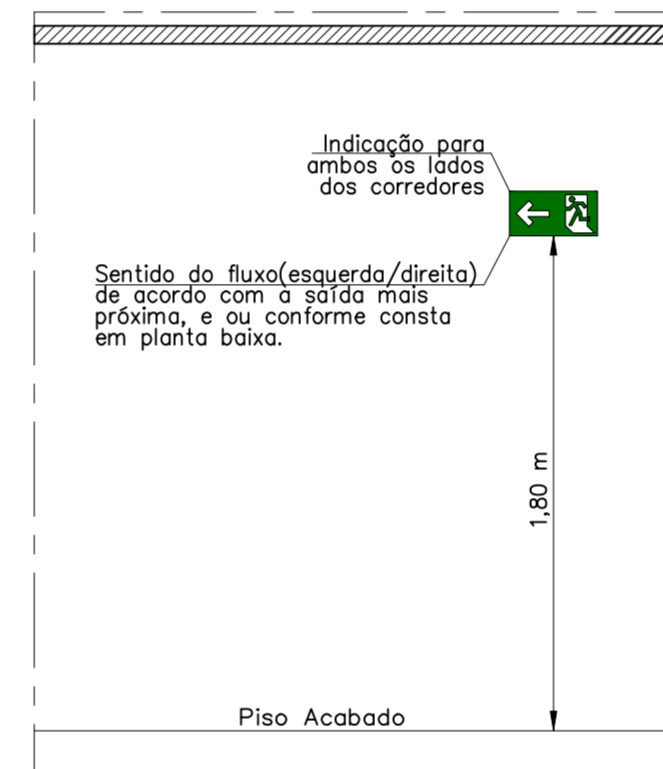 Indicação para
ambos os lados
dos corredores
Sentido do fluxo(esquerda/direita)
de acordo com a saída mais
próxima, e ou conforme consta
em planta baixa.
1,80 m
Piso Acabado